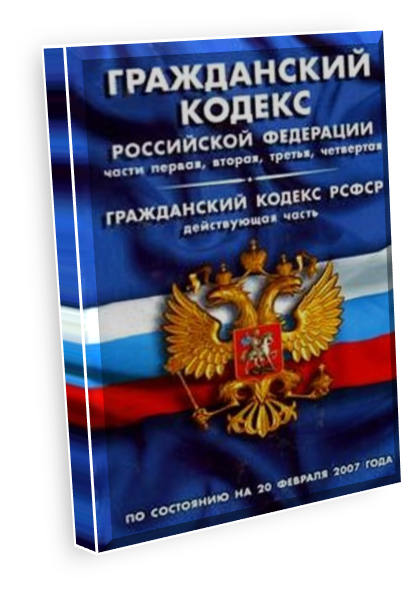 ГРАЖДАНСКИЙ
КОДЕКС
РОССИЙСКОЙ ФЕДЕРАЦИИ
части первая, вторая, третья, четвертая
ГРАЖДАНСКИЙ КОДЕКС РСФСР
действующая часть
ПО СОСТОЯНИЮ НА 20 ФЕВРАЛЯ 2007 ГОДА